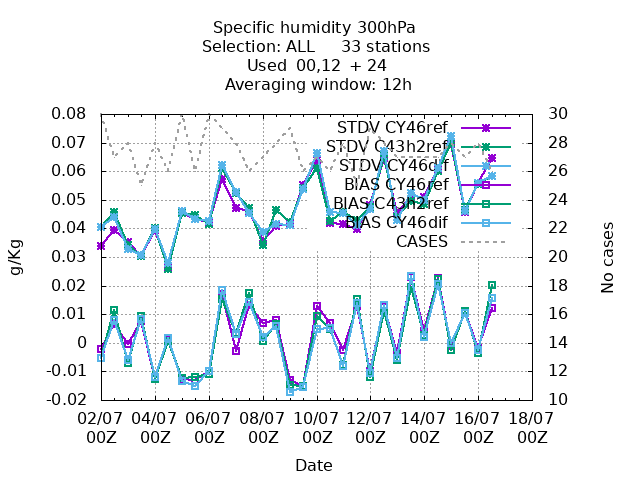 Specific humidity 300hPa
Selection: ALL 33 stations
Used 00,12 + 24
Averaging window: 12h
0.08
0.07
0.06
0.05
0.04
0.03
0.02
0.01
0
-0.01
-0.02
g/Kg
30
28
26
24
22
20
18
16
14
12
10
No cases
STDV CY46ref
STDV C43h2ref
STDV CY46dif
BIAS CY46ref
BIAS C43h2ref
BIAS CY46dif
CASES
02/07 04/07 06/07 08/07 10/07 12/07 14/07 16/07 18/07
00Z 00Z 00Z 00Z 00Z 00Z 00Z 00Z 00Z
Date